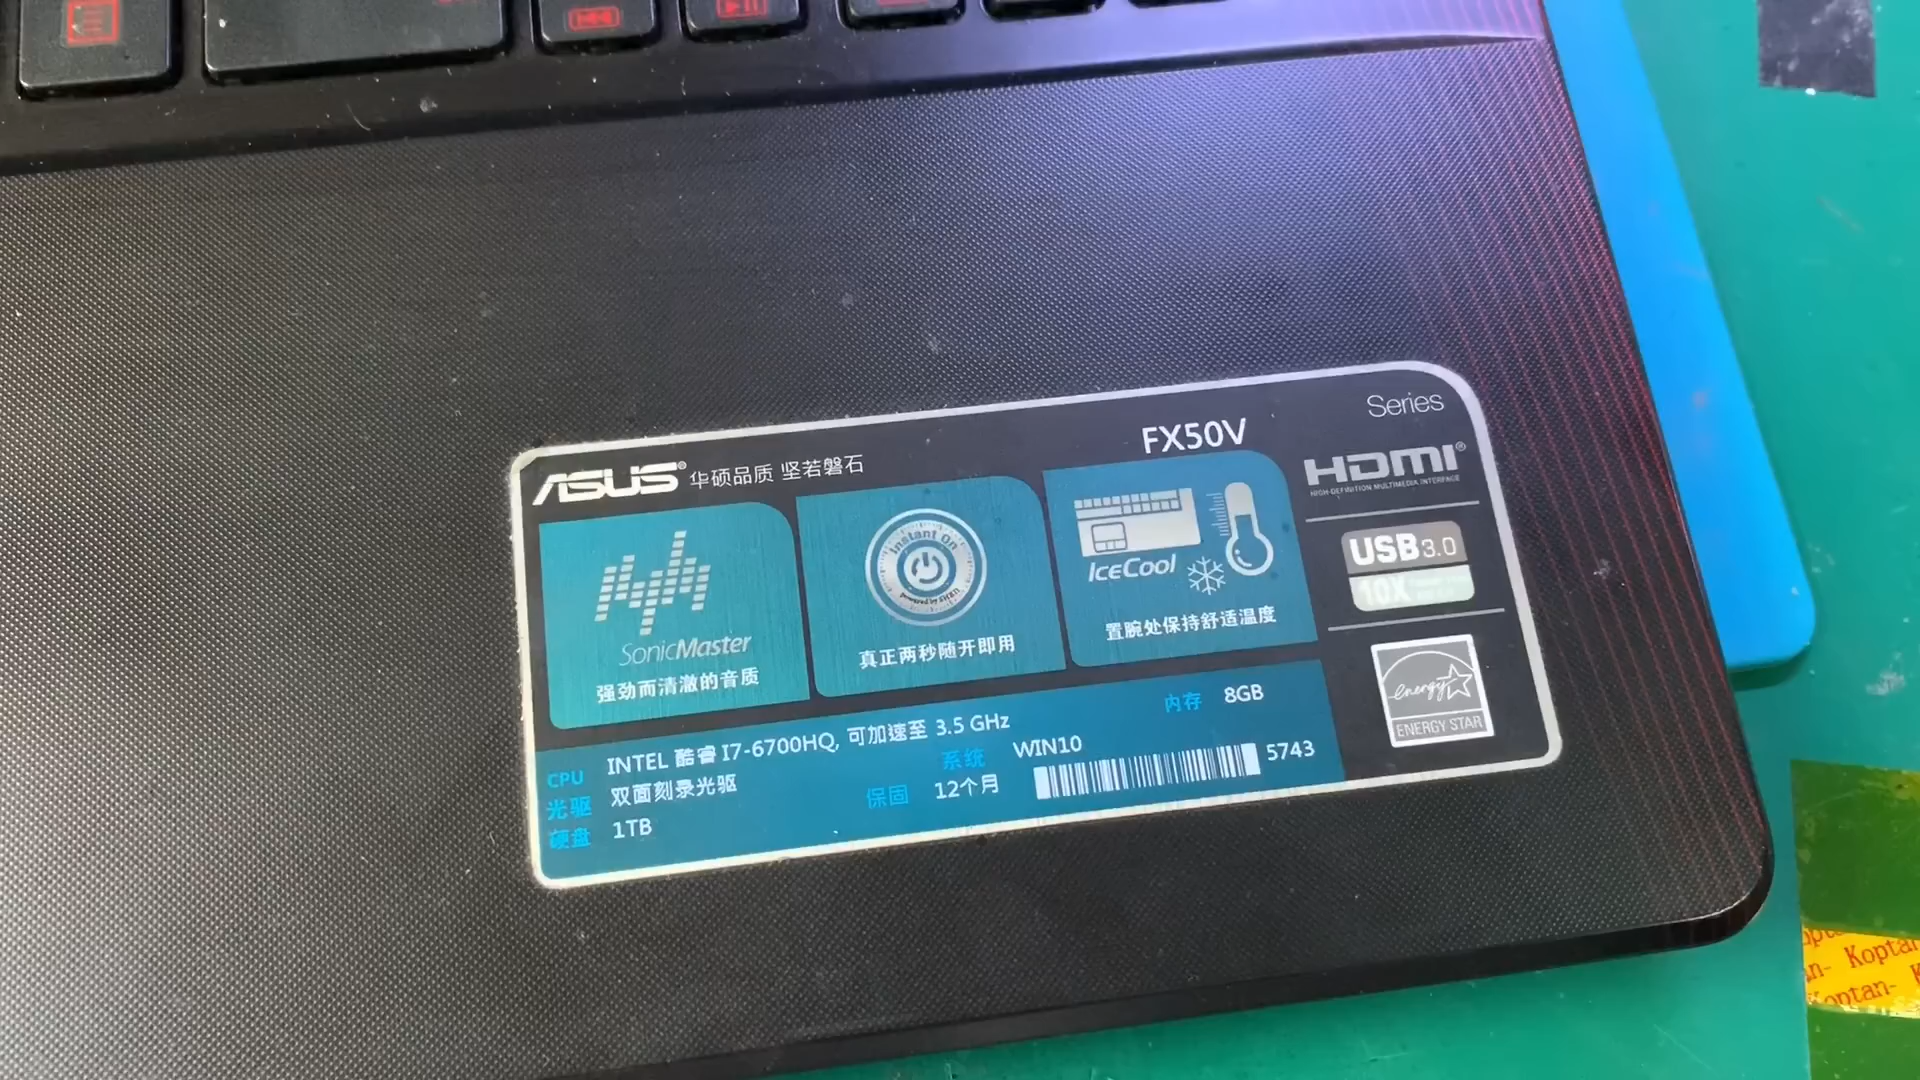 Series
FX50V
ASUS® 华硕品质 坚若磐石
HDMI®
HIGH-DEFINITION MULTIMEDIA INTERFACE
SonicMaster
强劲而清澈的音质
Instant On
真正两秒随开即用
IceCool
置腕处保持舒适温度
USB 3.0
10X
energy
ENERGY STAR
CPU INTEL 酷睿 I7-6700HQ, 可加速至 3.5 GHz
内存 8GB
光驱 双面刻录光驱
系统 WIN10
硬盘 1TB
保固 12个月
5743
Koptan-
Koptan-